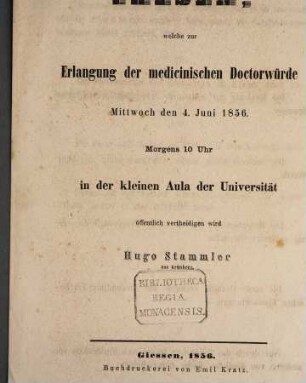 welche zur
Erlangung der medicinischen Doctorwürde
Mittwoch den 4. Juni 1856.
Morgens 10 Uhr
in der kleinen Aula der Universität
öffentlich vertheidigen wird
Hugo Stammler
BIBLIOTHECA
REGIA
MONACENSIS.
Giessen, 1856.
Buchdruckerei von Emil Kratz.